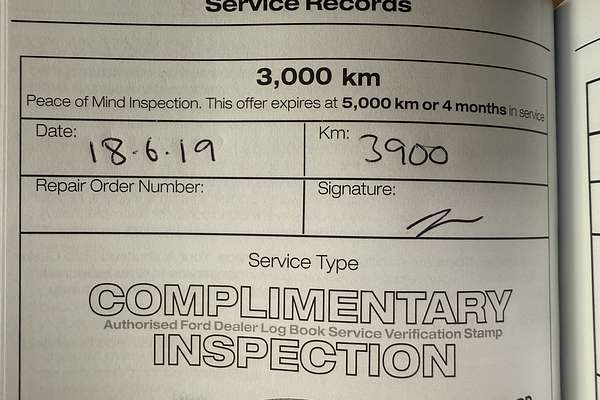 Service Records
3,000 km
Peace of Mind Inspection. This offer expires at 5,000 km or 4 months in service
Date: 18.6.19
Km: 3900
Repair Order Number:
Signature:
Service Type
COMPLIMENTARY
Authorised Ford Dealer Log Book Service Verification Stamp
INSPECTION